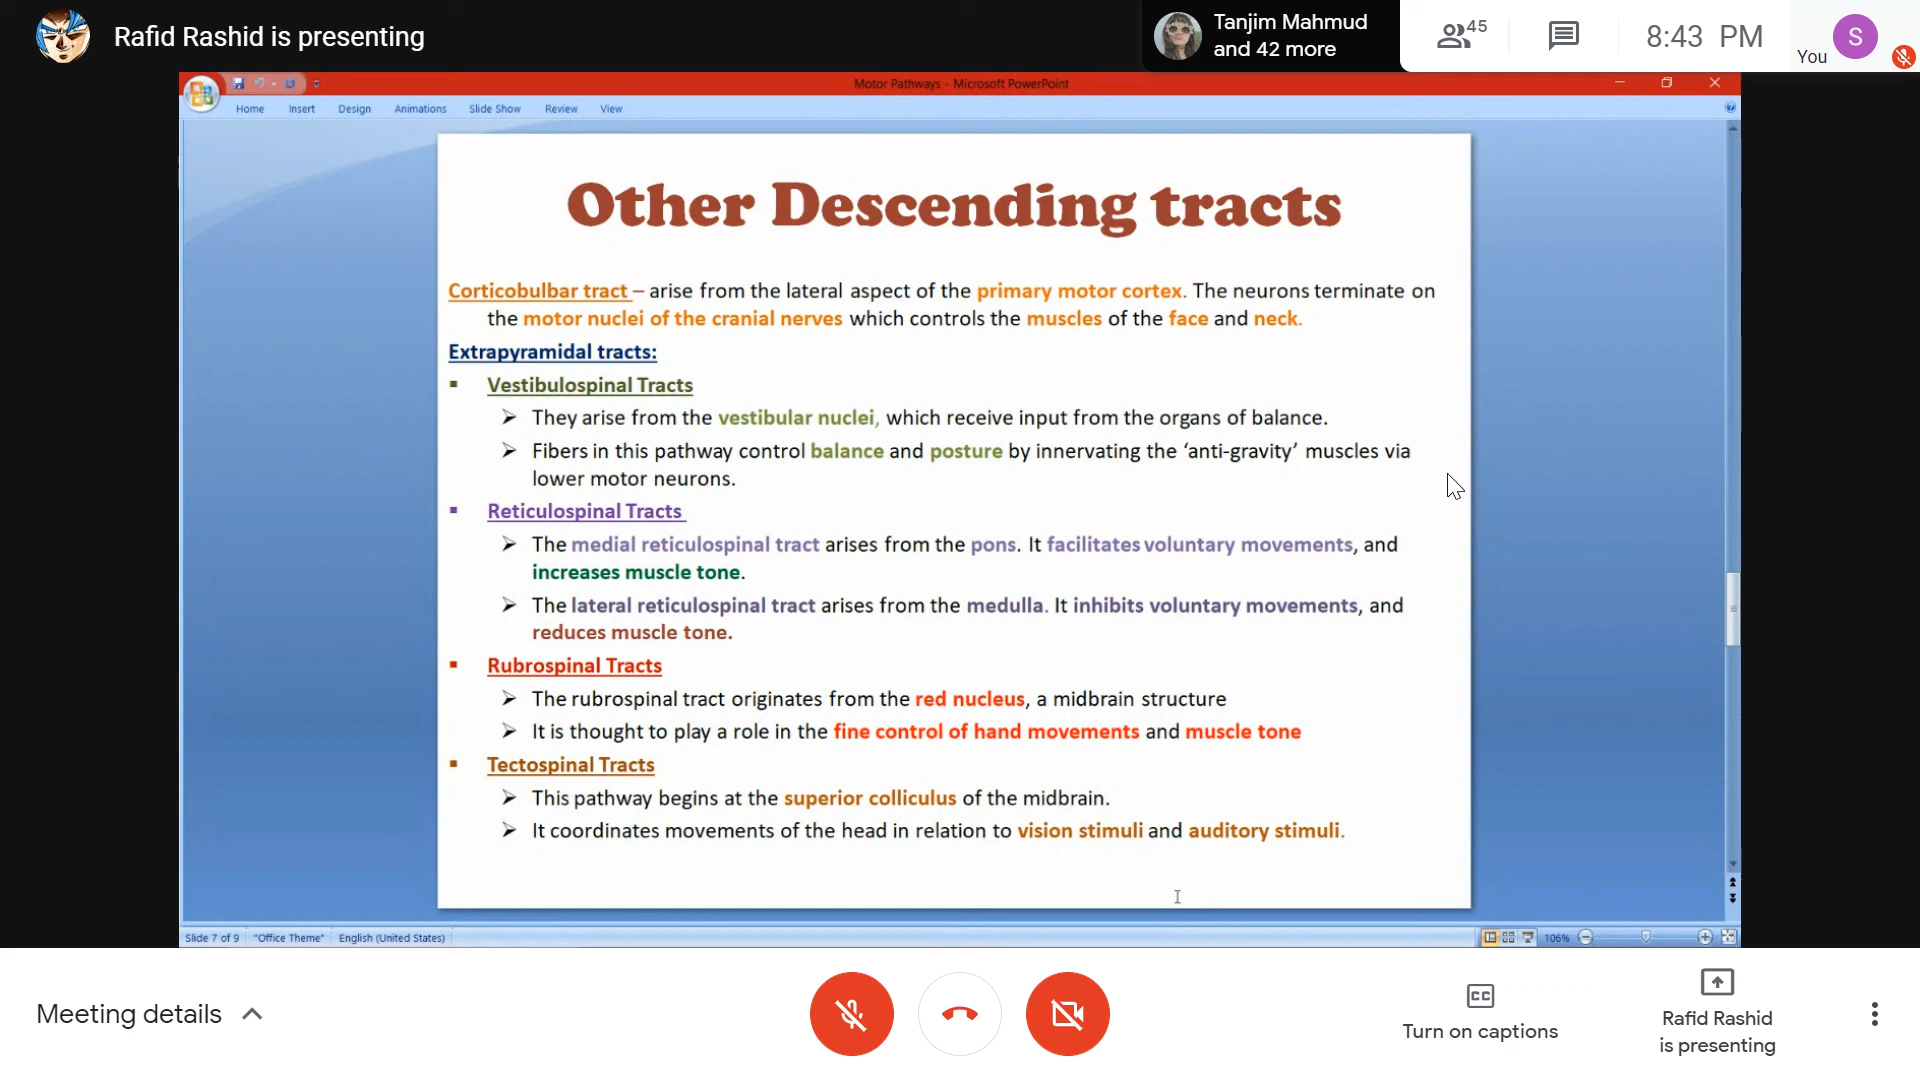 Rafid Rashid is presenting
Tanjim Mahmud
and 42 more
45
8:43 PM
You
S
Motor Pathways - Microsoft PowerPoint
Home Insert Design Animations Slide Show Review View
Other Descending tracts
Corticobulbar tract – arise from the lateral aspect of the primary motor cortex. The neurons terminate on
the motor nuclei of the cranial nerves which controls the muscles of the face and neck.
Extrapyramidal tracts:
▪ Vestibulospinal Tracts
➢ They arise from the vestibular nuclei, which receive input from the organs of balance.
➢ Fibers in this pathway control balance and posture by innervating the ‘anti-gravity’ muscles via
lower motor neurons.
▪ Reticulospinal Tracts
➢ The medial reticulospinal tract arises from the pons. It facilitates voluntary movements, and
increases muscle tone.
➢ The lateral reticulospinal tract arises from the medulla. It inhibits voluntary movements, and
reduces muscle tone.
▪ Rubrospinal Tracts
➢ The rubrospinal tract originates from the red nucleus, a midbrain structure
➢ It is thought to play a role in the fine control of hand movements and muscle tone
▪ Tectospinal Tracts
➢ This pathway begins at the superior colliculus of the midbrain.
➢ It coordinates movements of the head in relation to vision stimuli and auditory stimuli.
Slide 7 of 9 "Office Theme" English (United States) 106%
Meeting details
CC
Turn on captions
Rafid Rashid
is presenting